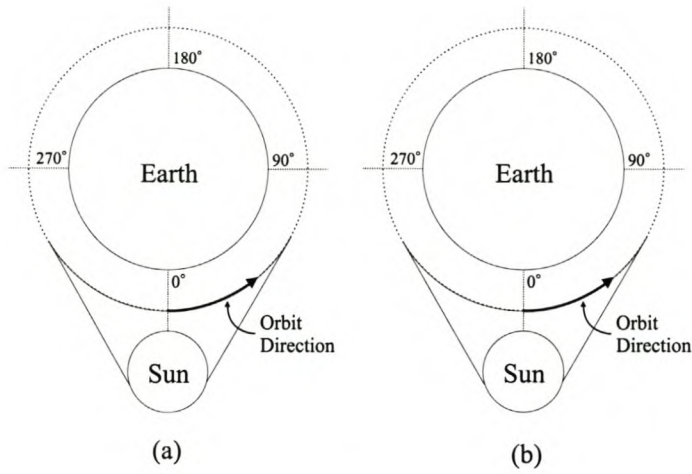 180°
270°
90°
Earth
0°
Orbit
Direction
Sun
(a)
180°
270°
90°
Earth
0°
Orbit
Direction
Sun
(b)